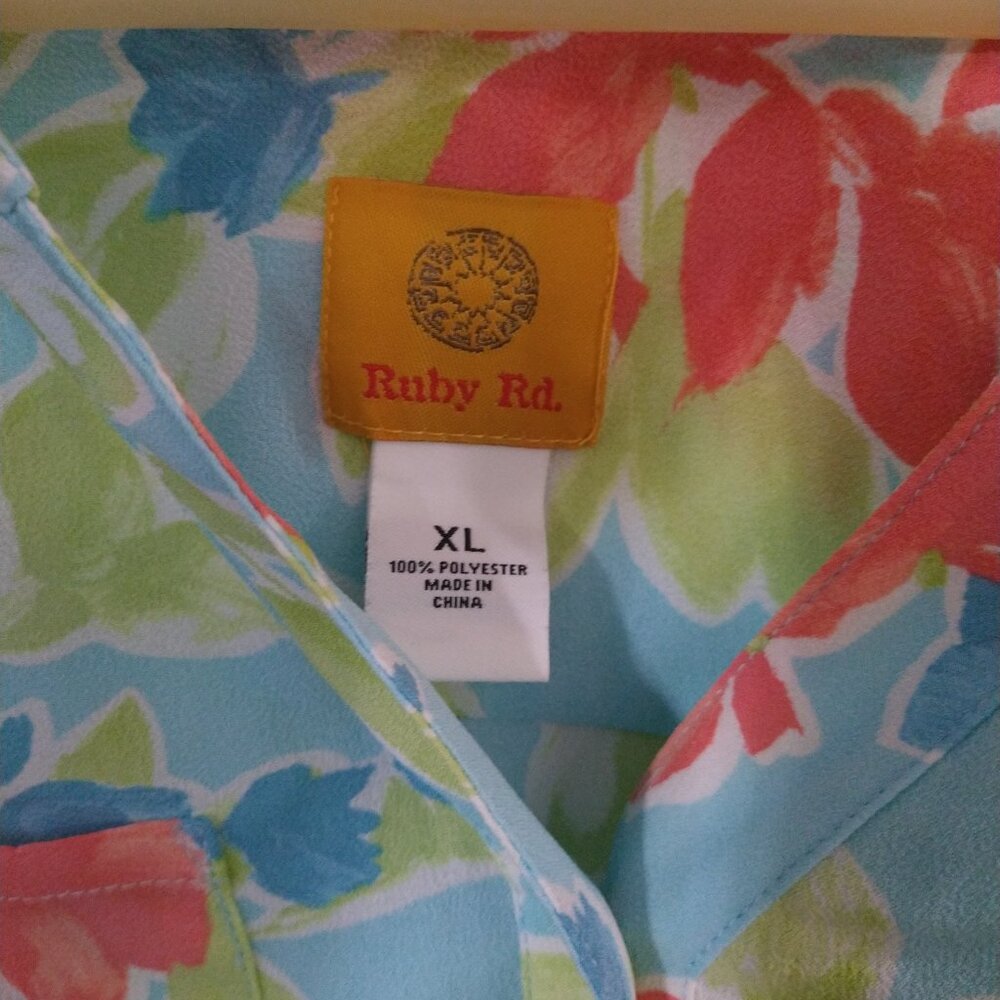 Ruby Rd.
XL
100% POLYESTER
MADE IN
CHINA